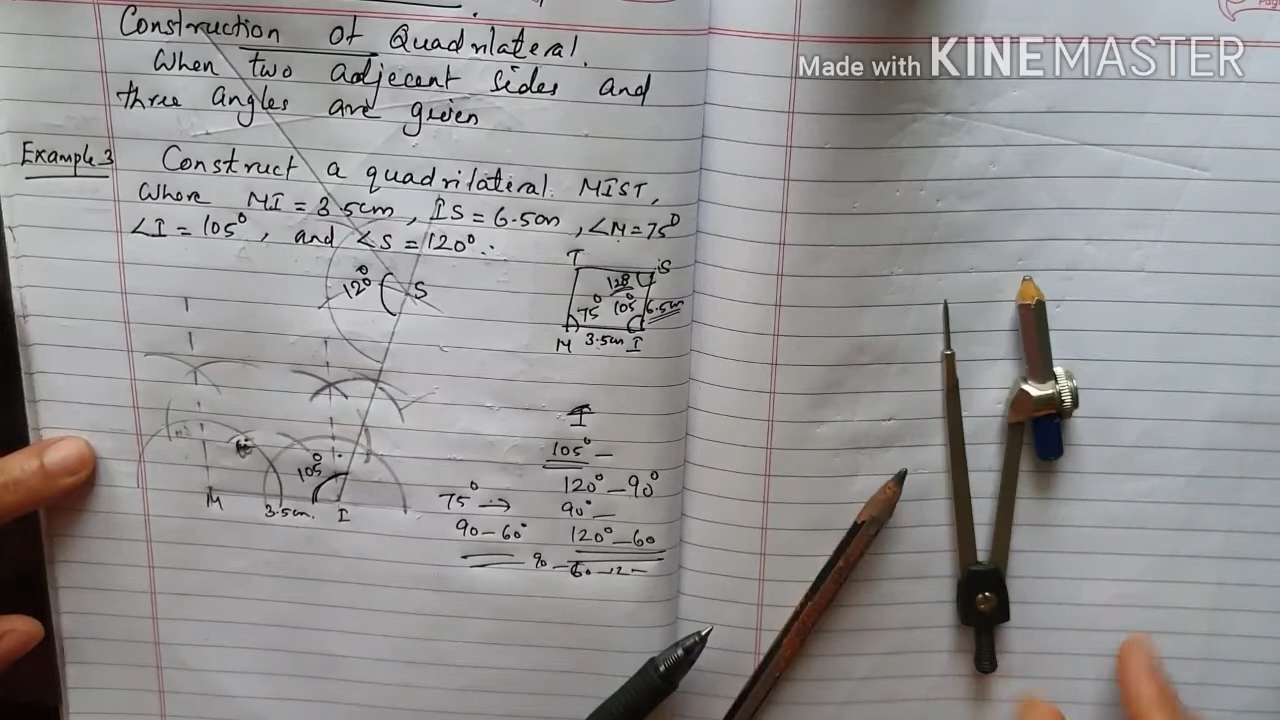 Construction of Quadrilateral.
When two adjecent sides and
three angles are given
Example 3 Construct a quadrilateral MIST,
Where MI = 3.5cm, IS = 6.5cm, ∠M = 75°
∠I = 105°, and ∠S = 120°.
Made with KINEMASTER
T S
120
75° 105° 6.5cm
M 3.5cm I
120° S
105°
M 3.5cm. I
I
105° -
120° - 90°
75° → 90° -
90 - 60° 120° - 60
90 -